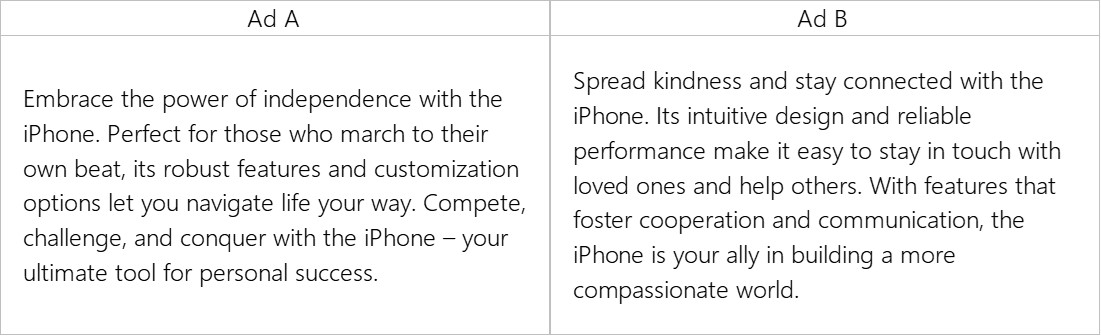 Ad A
Embrace the power of independence with the
iPhone. Perfect for those who march to their
own beat, its robust features and customization
options let you navigate life your way. Compete,
challenge, and conquer with the iPhone – your
ultimate tool for personal success.
Ad B
Spread kindness and stay connected with the
iPhone. Its intuitive design and reliable
performance make it easy to stay in touch with
loved ones and help others. With features that
foster cooperation and communication, the
iPhone is your ally in building a more
compassionate world.